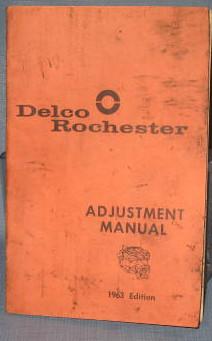 Delco
Rochester
ADJUSTMENT
MANUAL
1963 Edition